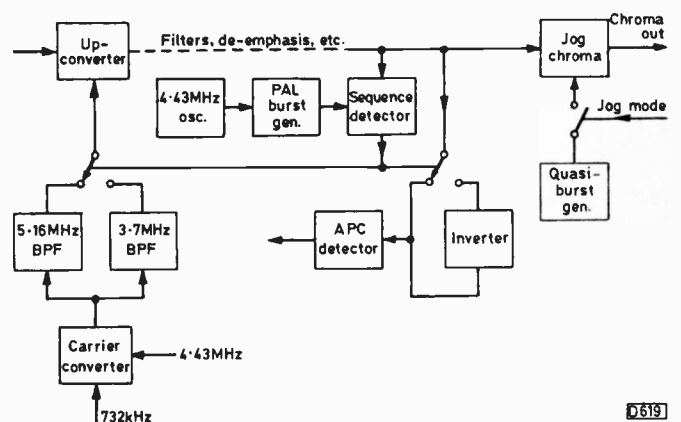 Up-
converter
Filters, de-emphasis, etc.
Jog
chroma
Chroma
out
4·43MHz
osc.
PAL
burst
gen.
Sequence
detector
Jog mode
Quasi-
burst
gen.
5·16MHz
BPF
3·7MHz
BPF
APC
detector
Inverter
Carrier
converter
4·43MHz
732kHz
D619